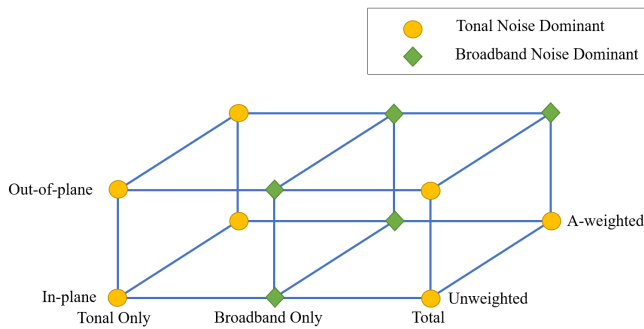 Tonal Noise Dominant
Broadband Noise Dominant
Out-of-plane
A-weighted
In-plane
Unweighted
Tonal Only
Broadband Only
Total